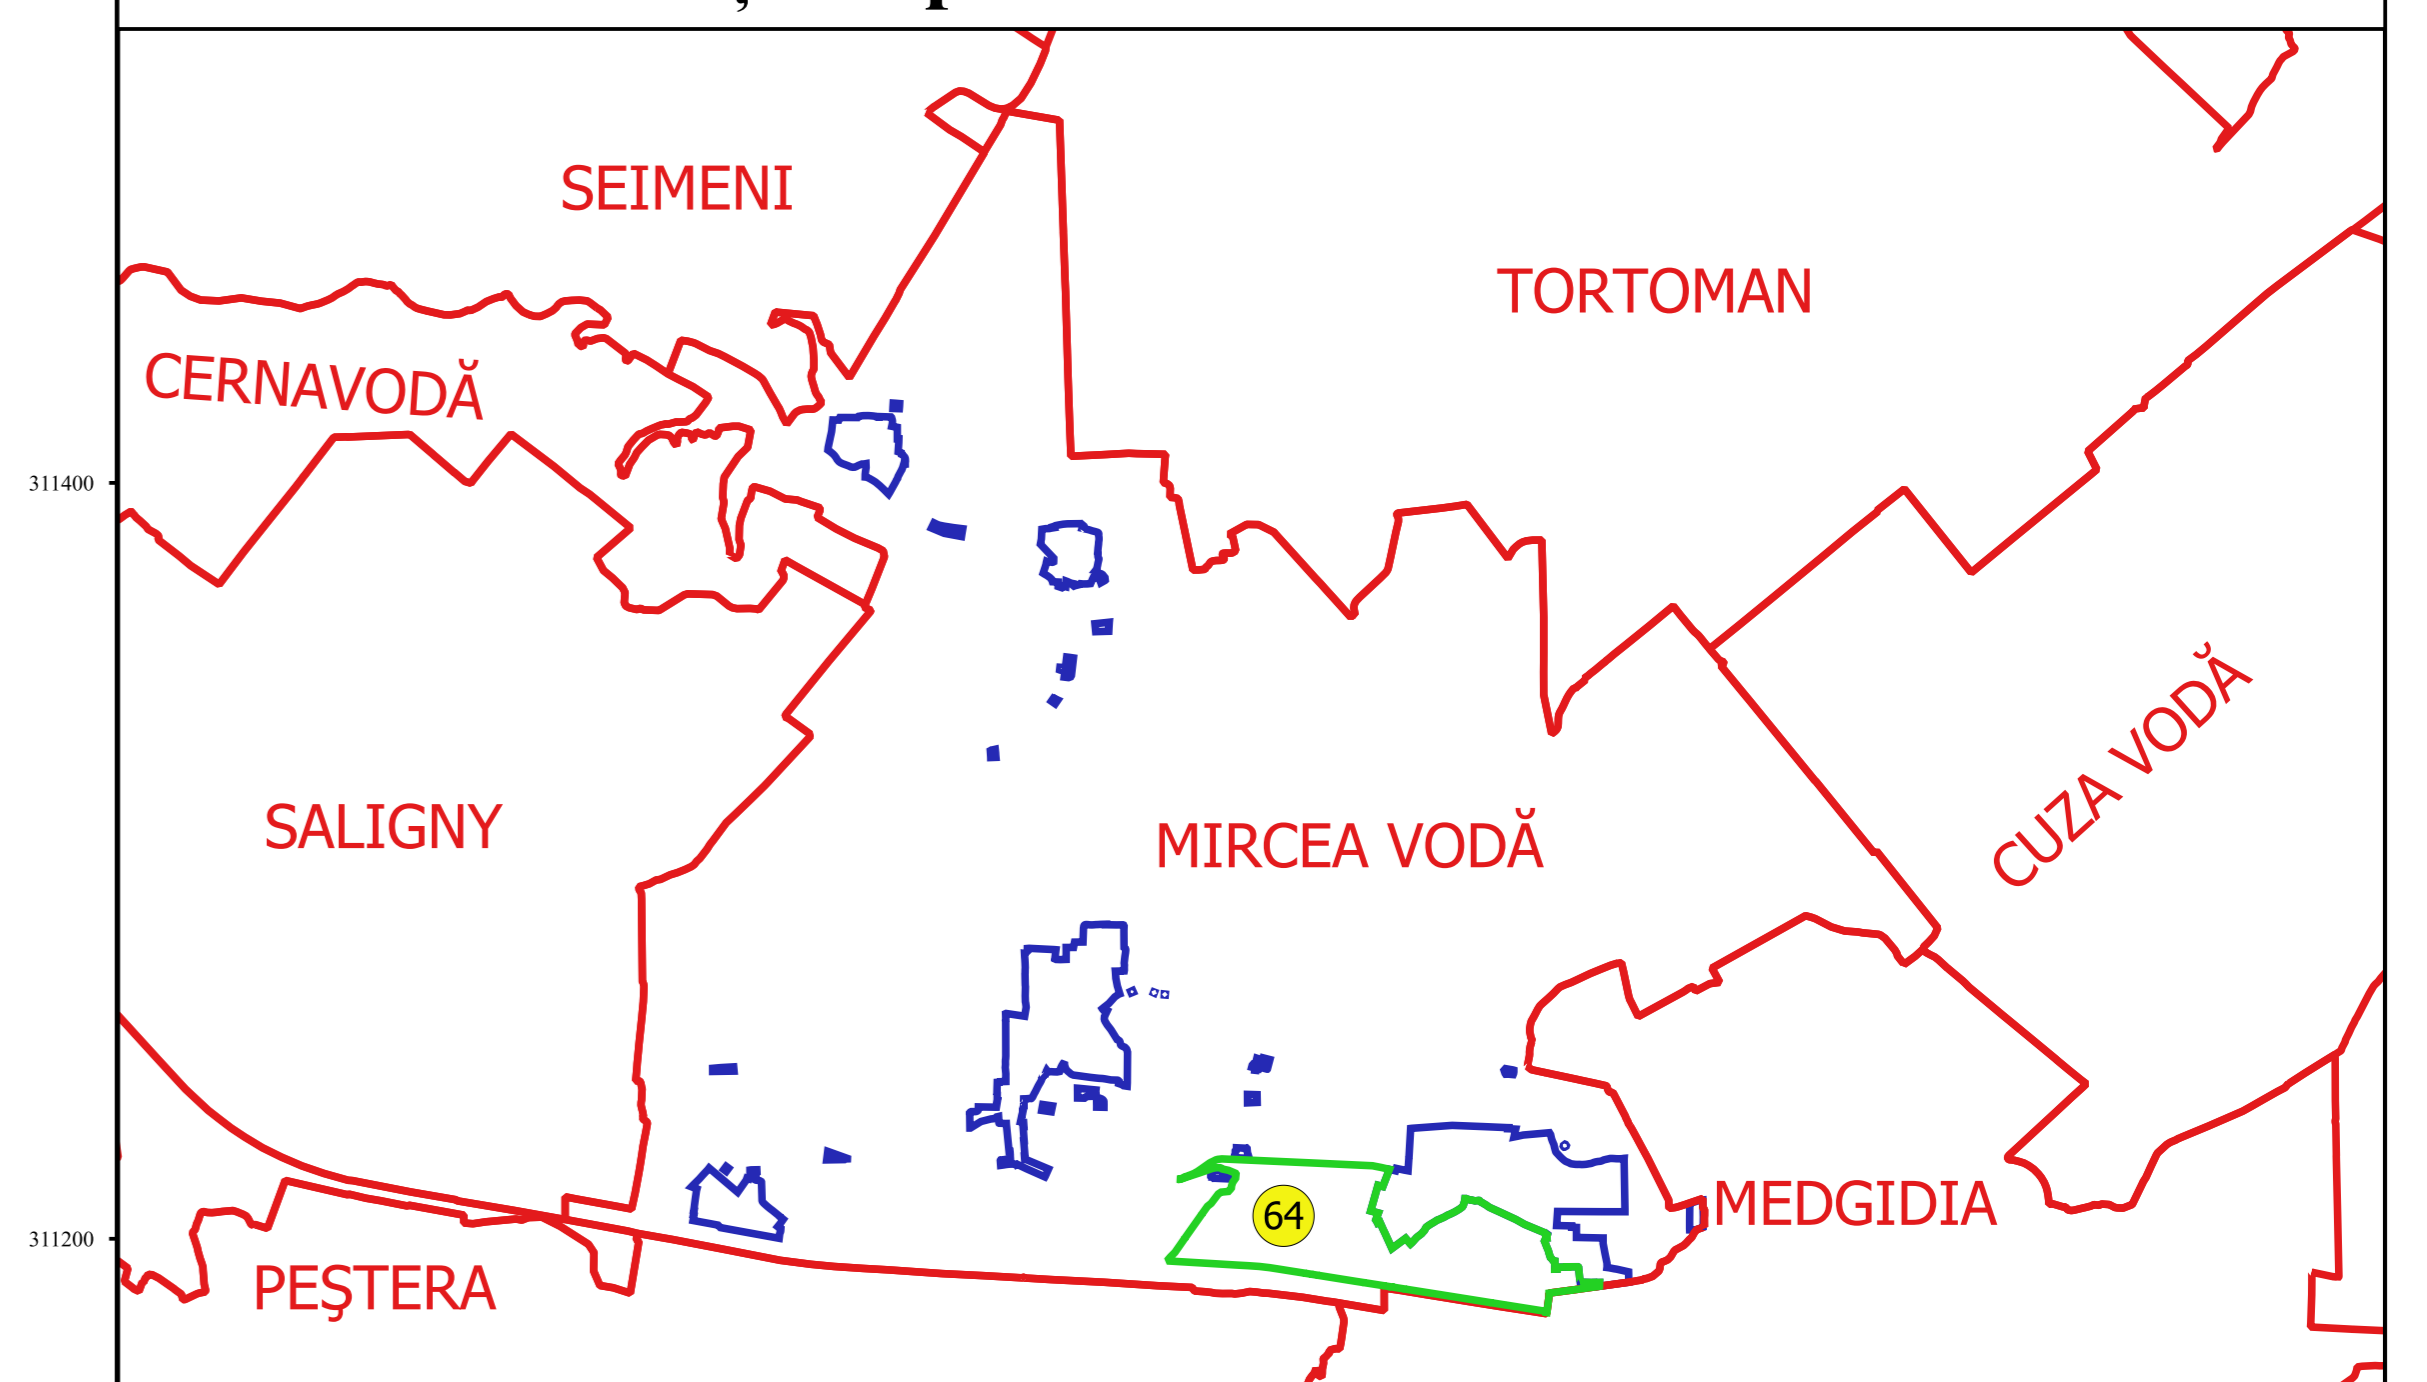 SEIMENI
TORTOMAN
CERNAVODĂ
311400
CUZA VODĂ
SALIGNY
MIRCEA VODĂ
MEDGIDIA
64
311200
PEŞTERA